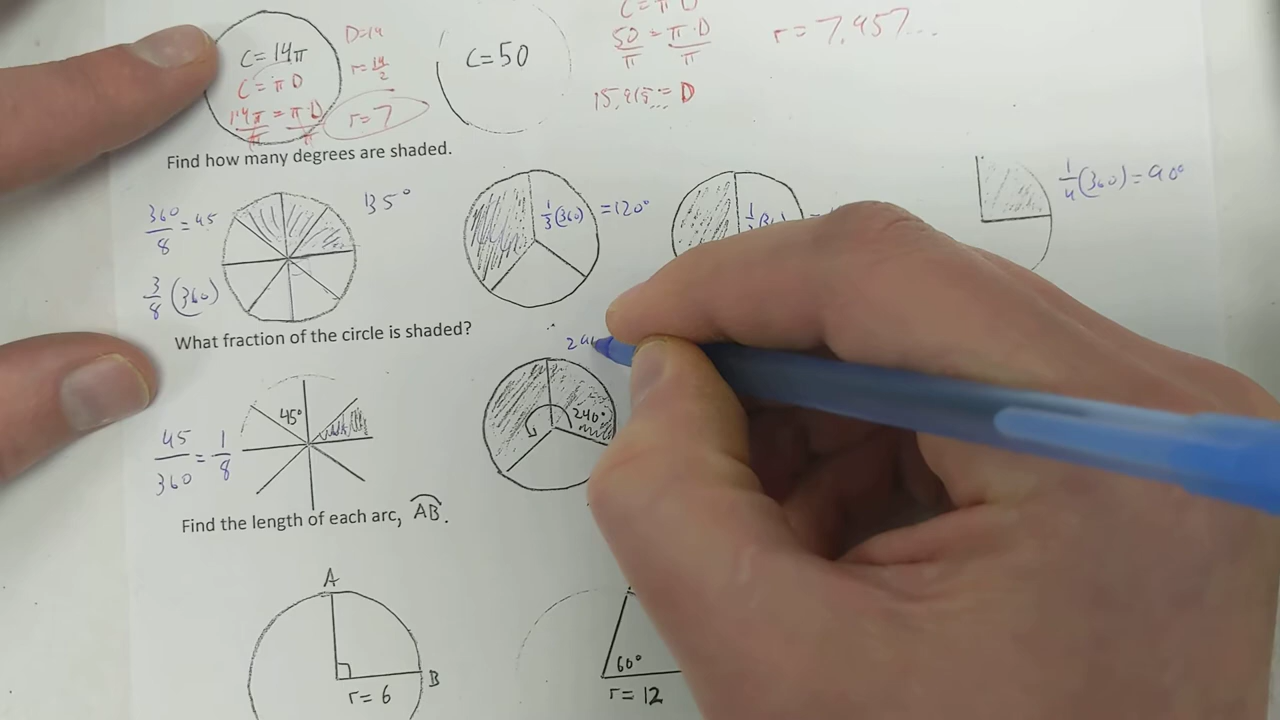 C = 14π
C = π D
14π = π·D
π π
D=14
r= 14/2
r= 7
C=50
C = π D
50 = π·D
π π
15.915... = D
r= 7.957...
Find how many degrees are shaded.
360/8 = 45
3/8 (360)
135°
1/3 (360) = 120°
1/4 (360) = 90°
What fraction of the circle is shaded?
45/360 = 1/8
45°
240°
Find the length of each arc, AB.
A
B
r= 6
60°
r= 12